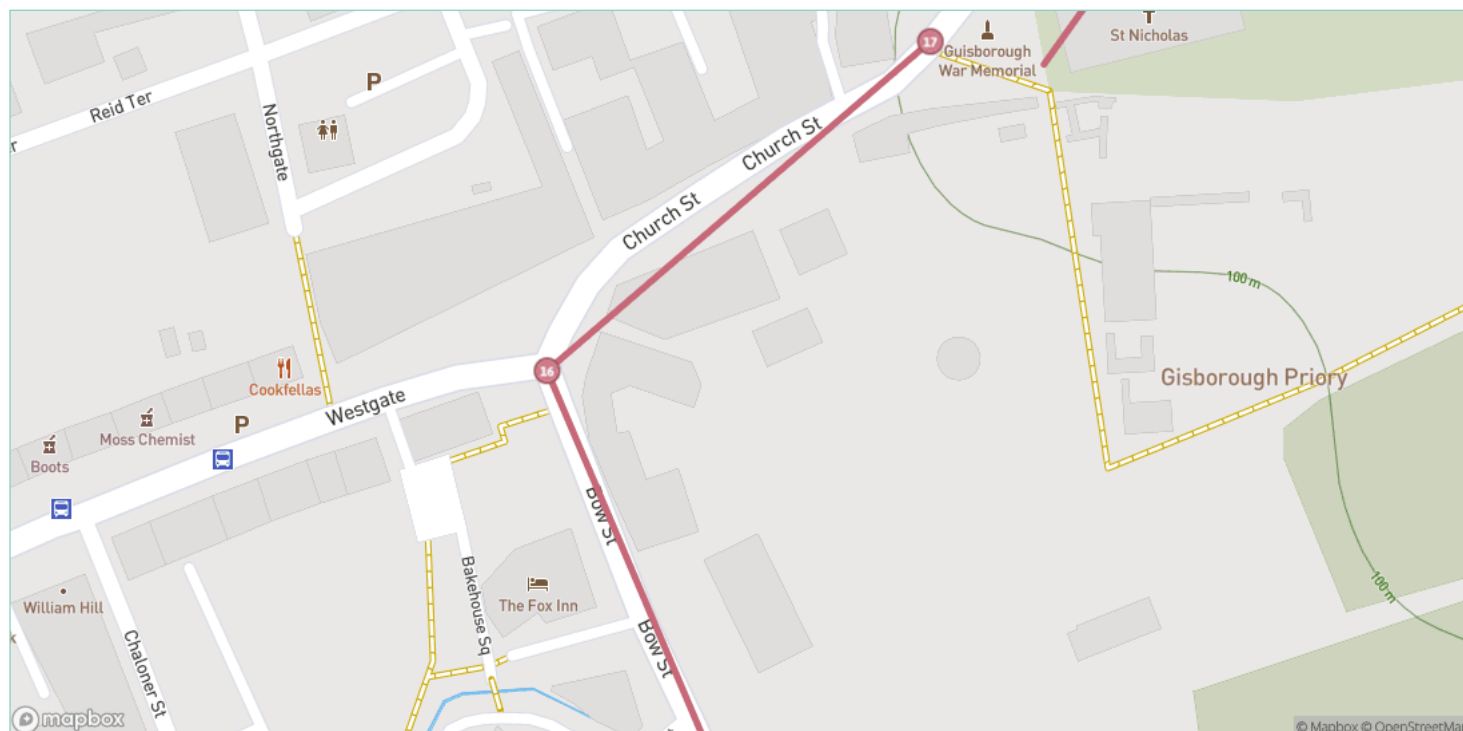 17
St Nicholas
Guisborough
War Memorial
P
Reid Ter
Northgate
Church St
Church St
100 m
16
Cookfellas
Gisborough Priory
Westgate
P
Moss Chemist
Boots
Bow St
Bakehouse Sq
The Fox Inn
100 m
William Hill
Chaloner St
Bow St
mapbox
© Mapbox © OpenStreetMa